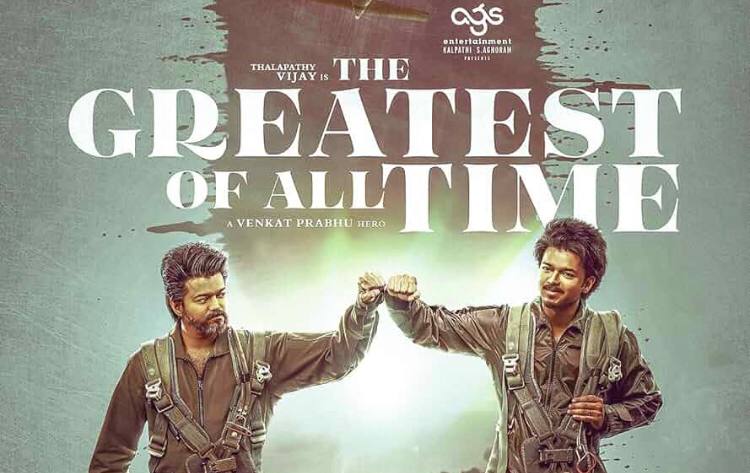 ags
entertainment
KALPATHI S.AGHORAM
PRESENTS
THALAPATHY
VIJAY IS
THE
GREATEST
OF ALL TIME
A VENKAT PRABHU HERO